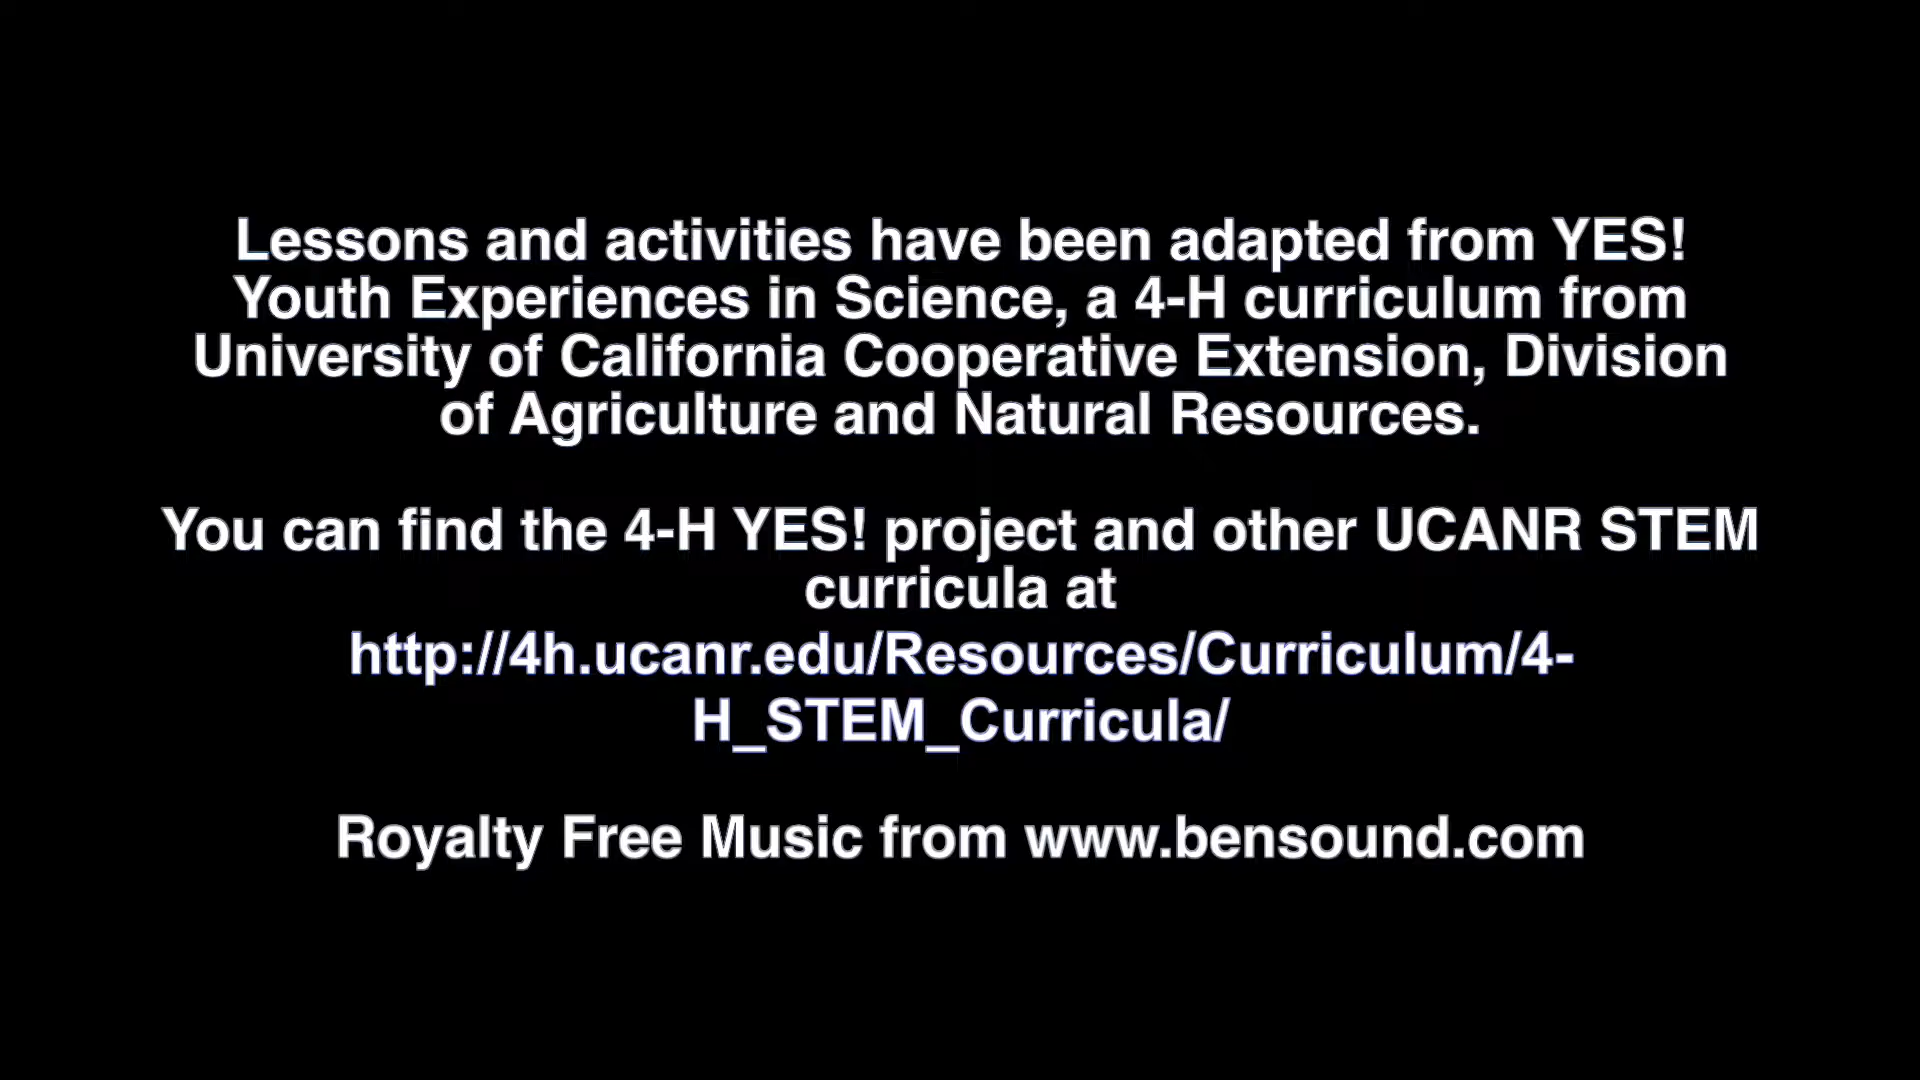 Lessons and activities have been adapted from YES!
Youth Experiences in Science, a 4-H curriculum from
University of California Cooperative Extension, Division
of Agriculture and Natural Resources.
You can find the 4-H YES! project and other UCANR STEM
curricula at
http://4h.ucanr.edu/Resources/Curriculum/4-
H_STEM_Curricula/
Royalty Free Music from www.bensound.com